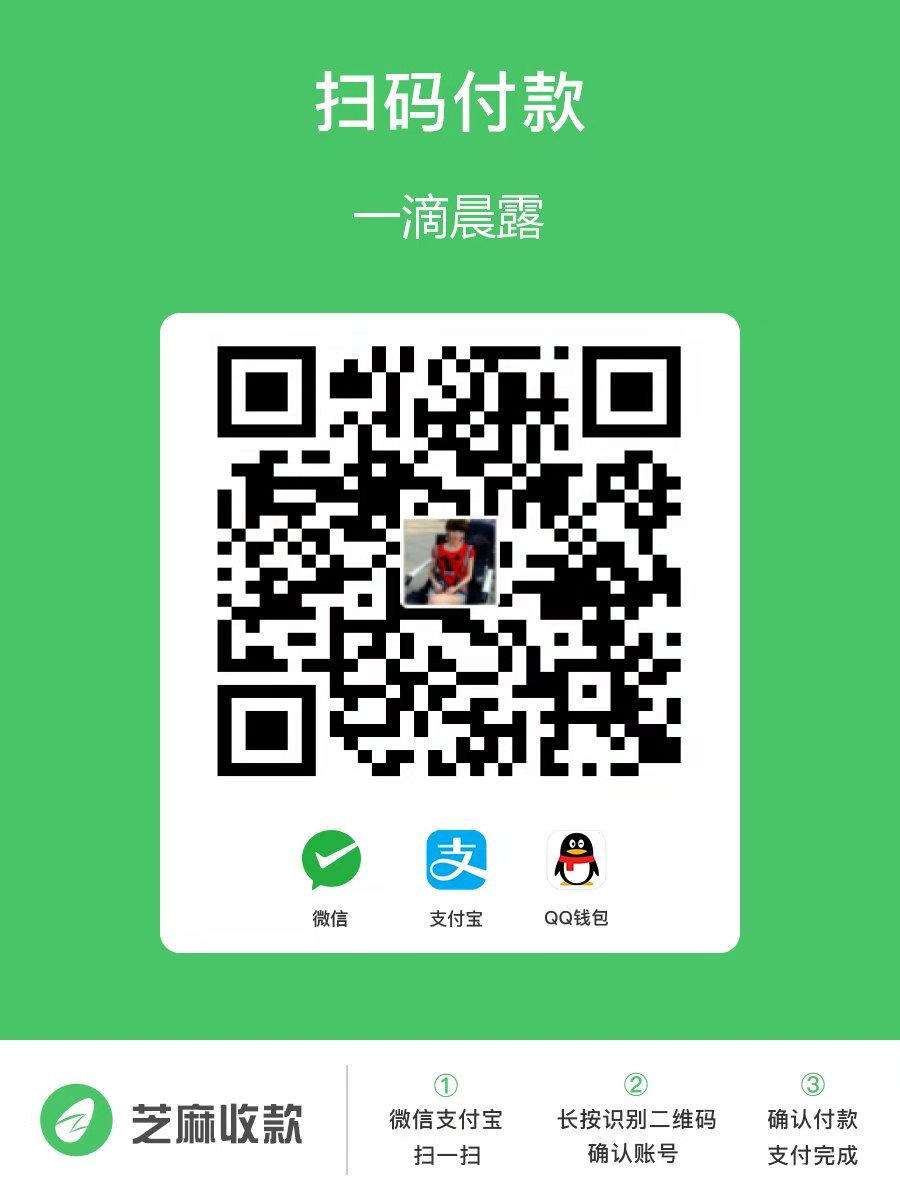 扫码付款
一滴晨露
支
微信
支付宝
QQ钱包
芝麻收款
①
微信支付宝
扫一扫
②
长按识别二维码
确认账号
③
确认付款
支付完成